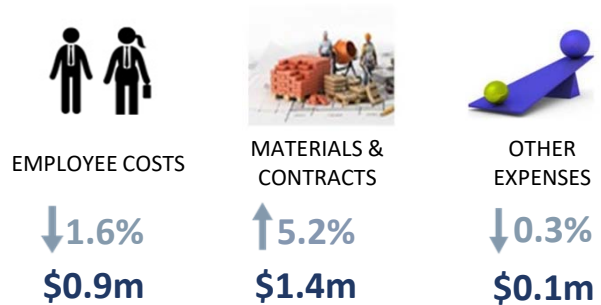 EMPLOYEE COSTS
↓1.6%
$0.9m
MATERIALS &
CONTRACTS
↑5.2%
$1.4m
OTHER
EXPENSES
↓0.3%
$0.1m